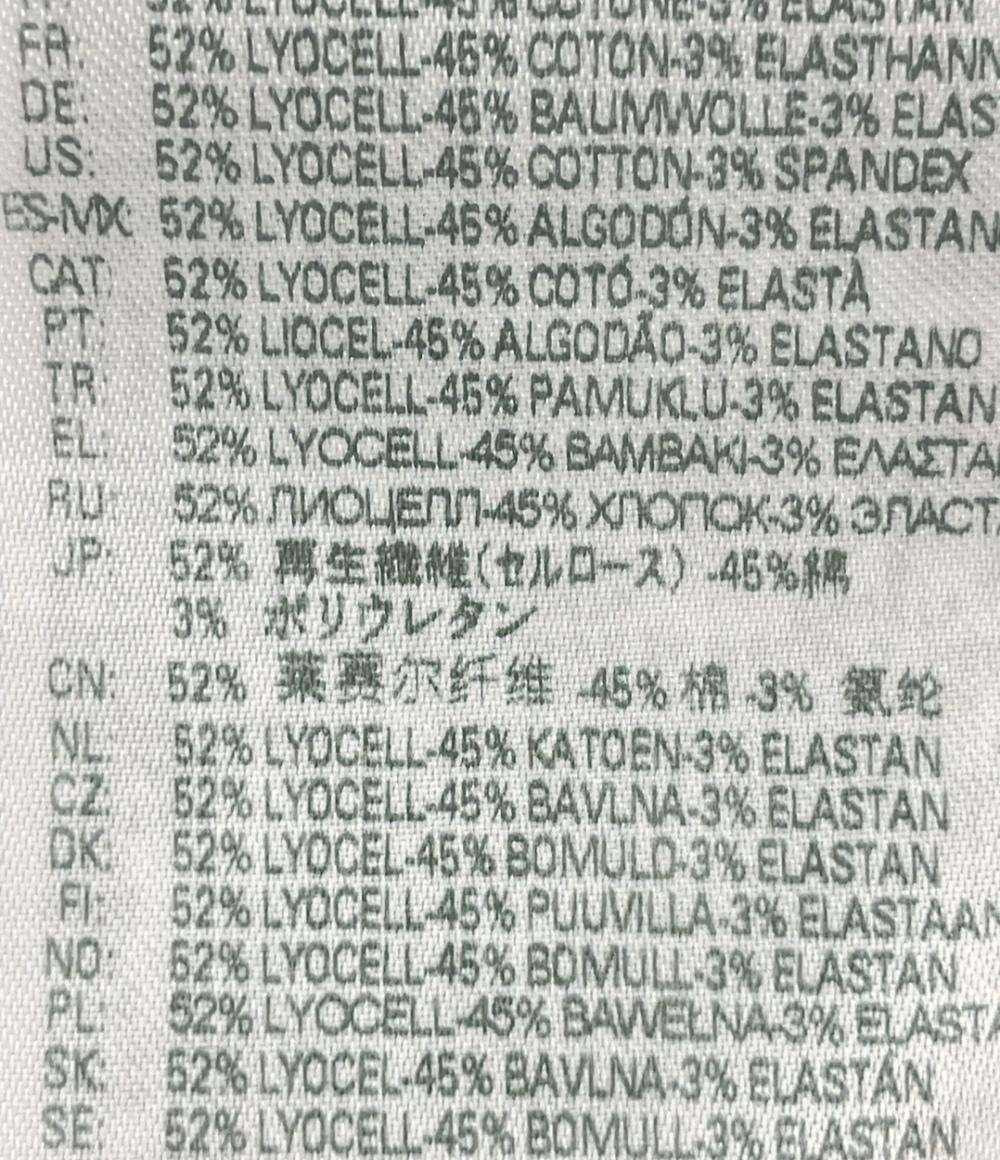 52% LYOCELL-45% COTONE-3% ELASTAN
FR: 52% LYOCELL-45% COTON-3% ELASTHANN
DE: 52% LYOCELL-45% BAUMWOLLE-3% ELAS
US: 52% LYOCELL-45% COTTON-3% SPANDEX
ES-MX: 52% LYOCELL-45% ALGODÓN-3% ELASTAN
CAT: 52% LYOCELL-45% COTÓ-3% ELASTÀ
PT: 52% LIOCEL-45% ALGODÃO-3% ELASTANO
TR: 52% LYOCELL-45% PAMUKLU-3% ELASTAN
EL: 52% LYOCELL-45% BAMBAKI-3% ΕΛΑΣΤΑ
RU: 52% ЛИОЦЕЛЛ-45% ХЛОПОК-3% ЭЛАСТ
JP: 52% 再生繊維(セルロース) -45%綿
3% ポリウレタン
CN: 52% 莱赛尔纤维 -45% 棉 -3% 氨纶
NL: 52% LYOCELL-45% KATOEN-3% ELASTAN
CZ: 52% LYOCELL-45% BAVLNA-3% ELASTAN
DK: 52% LYOCEL-45% BOMULD-3% ELASTAN
FI: 52% LYOCELL-45% PUUVILLA-3% ELASTAAN
NO: 52% LYOCELL-45% BOMULL-3% ELASTAN
PL: 52% LYOCELL-45% BAWEŁNA-3% ELASTA
SK: 52% LYOCEL-45% BAVLNA-3% ELASTÁN
SE: 52% LYOCELL-45% BOMULL-3% ELASTAN